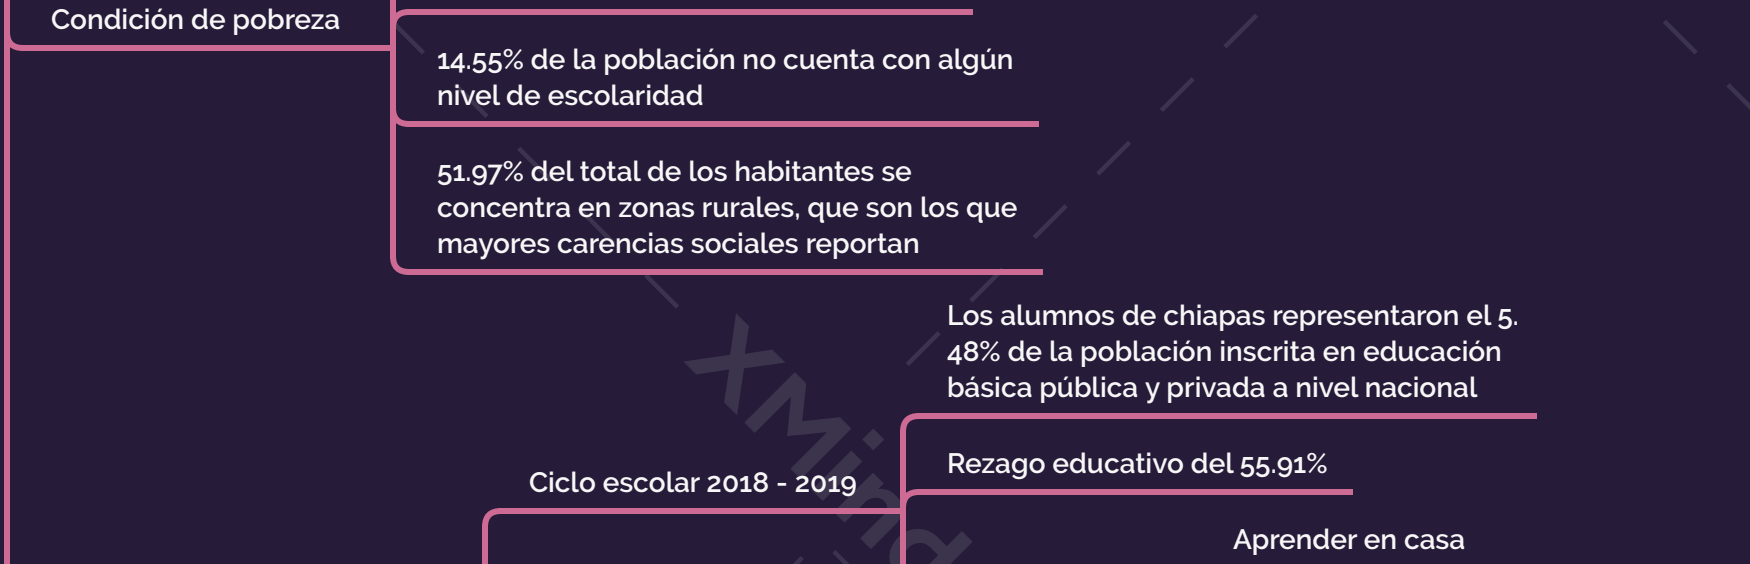 Condición de pobreza
14.55% de la población no cuenta con algún
nivel de escolaridad
51.97% del total de los habitantes se
concentra en zonas rurales, que son los que
mayores carencias sociales reportan
Los alumnos de chiapas representaron el 5.
48% de la población inscrita en educación
básica pública y privada a nivel nacional
Rezago educativo del 55.91%
Ciclo escolar 2018 - 2019
Aprender en casa
XMind